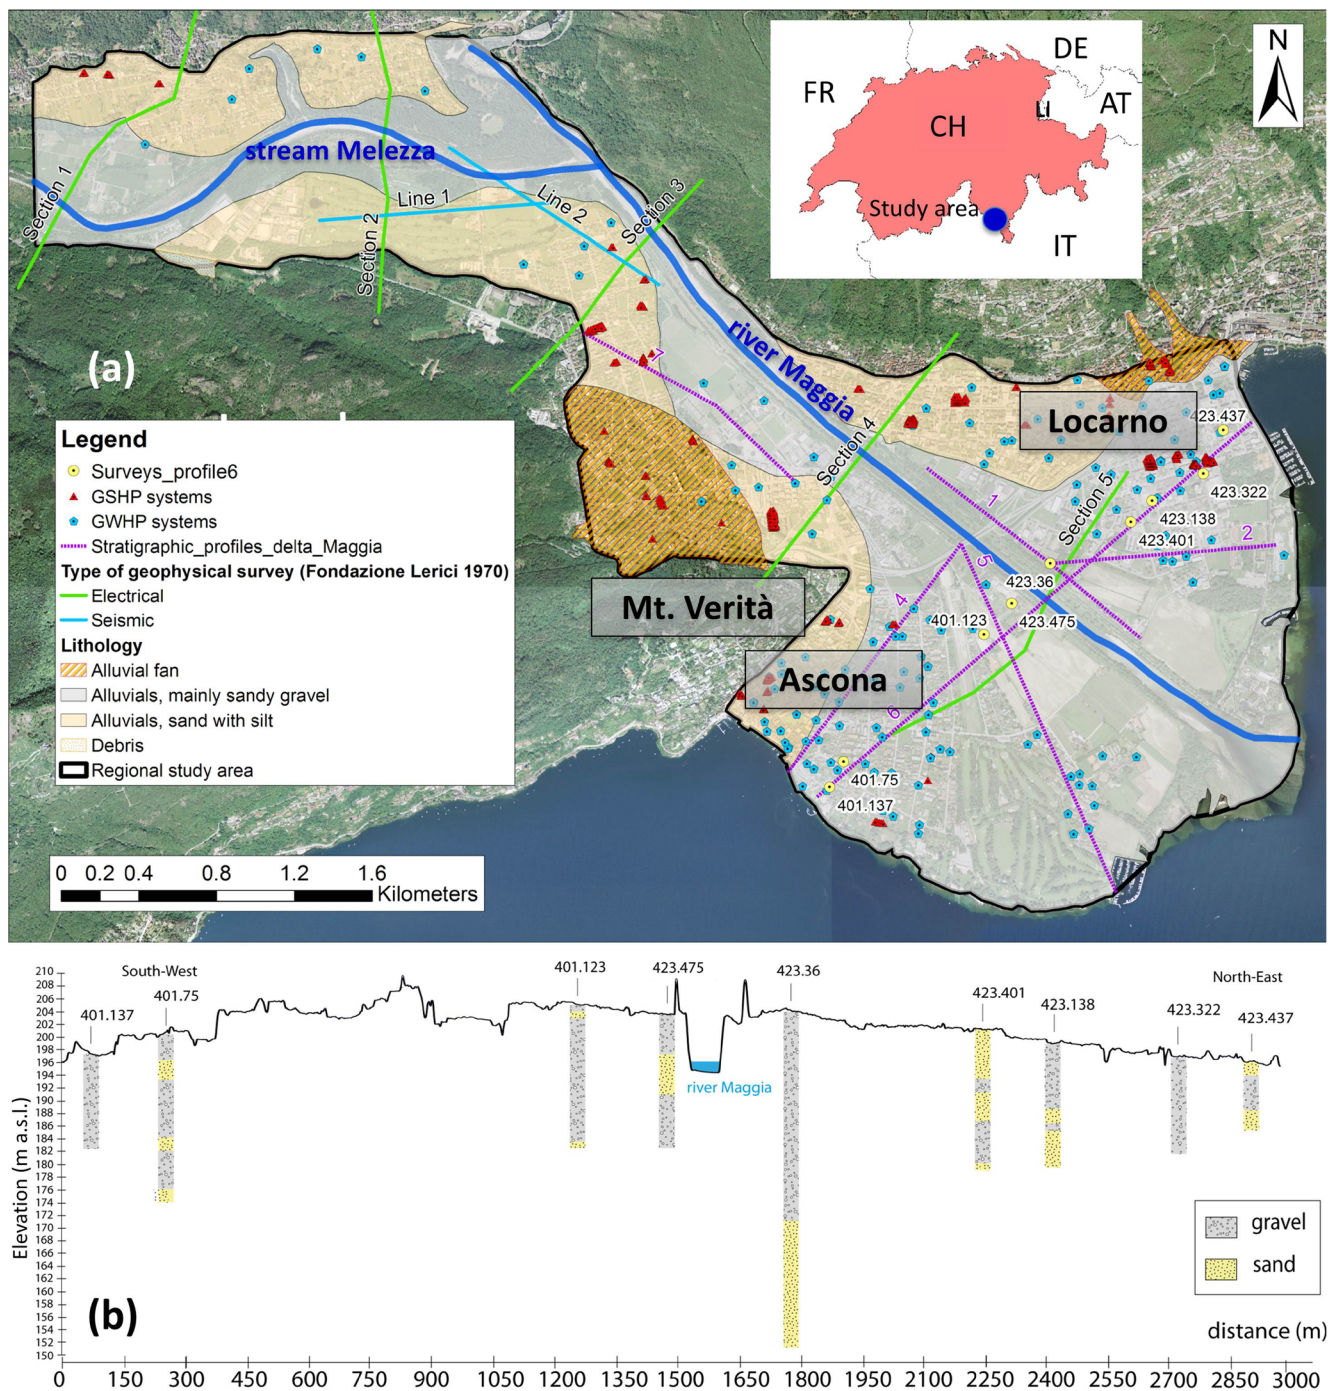 FR
DE
AT
LI
CH
IT
Study area
N
stream Melezza
Section 1
Section 2
Line 1
Line 2
Section 3
river Maggia
7
(a)
Section 4
Locarno
423.437
Section 5
423.322
1
423.138
423.401
2
5
423.36
Mt. Verità
4
401.123
423.475
Ascona
6
401.75
401.137
Legend
Surveys_profile6
GSHP systems
GWHP systems
Stratigraphic_profiles_delta_Maggia
Type of geophysical survey (Fondazione Lerici 1970)
Electrical
Seismic
Lithology
Alluvial fan
Alluvials, mainly sandy gravel
Alluvials, sand with silt
Debris
Regional study area
0 0.2 0.4 0.8 1.2 1.6
Kilometers
South-West
North-East
401.137
401.75
401.123
423.475
423.36
423.401
423.138
423.322
423.437
river Maggia
Elevation (m a.s.l.)
210
208
206
204
202
200
198
196
194
192
190
188
186
184
182
180
178
176
174
172
170
168
166
164
162
160
158
156
154
152
150
gravel
sand
(b)
distance (m)
0 150 300 450 600 750 900 1050 1200 1350 1500 1650 1800 1950 2100 2250 2400 2550 2700 2850 3000